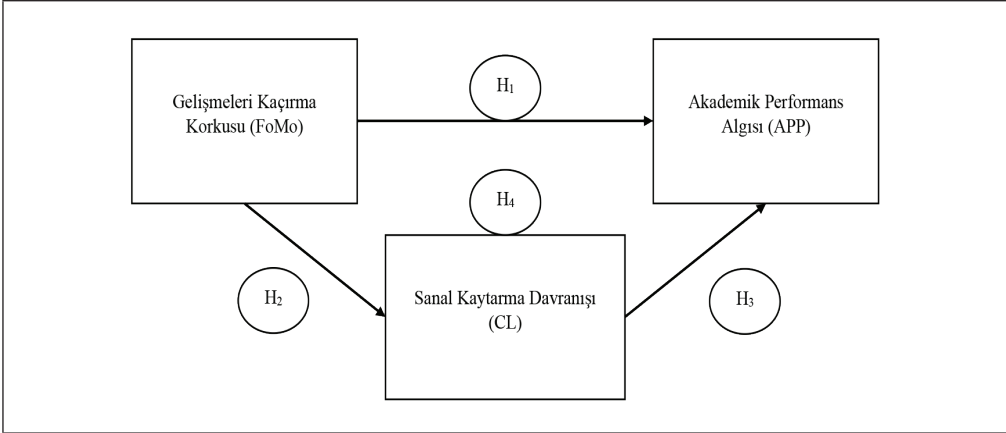 H₁
Gelişmeleri Kaçırma
Korkusu (FoMo)
Akademik Performans
Algısı (APP)
H₄
H₂
Sanal Kaytarma Davranışı
(CL)
H₃